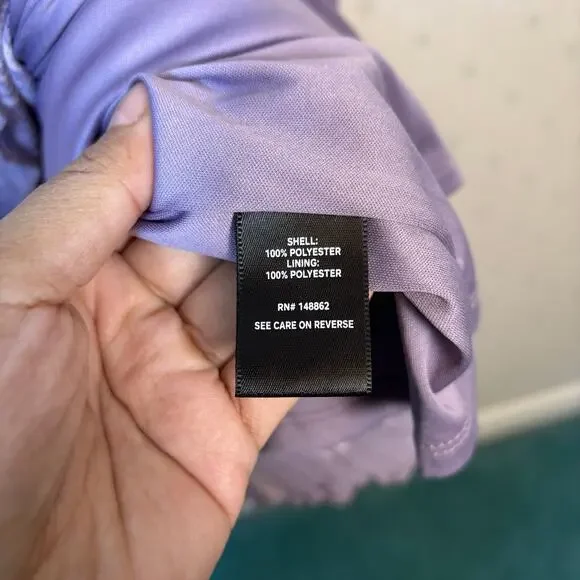 SHELL:
100% POLYESTER
LINING:
100% POLYESTER
RN# 148862
SEE CARE ON REVERSE